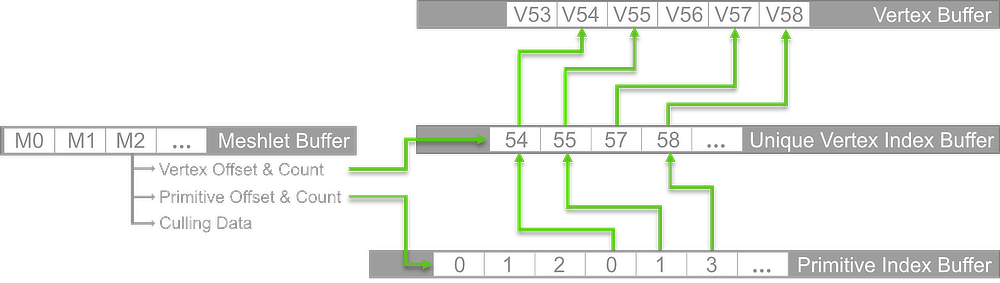 V53 V54 V55 V56 V57 V58 Vertex Buffer
M0 M1 M2 ... Meshlet Buffer
54 55 57 58 ... Unique Vertex Index Buffer
Vertex Offset & Count
Primitive Offset & Count
Culling Data
0 1 2 0 1 3 ... Primitive Index Buffer